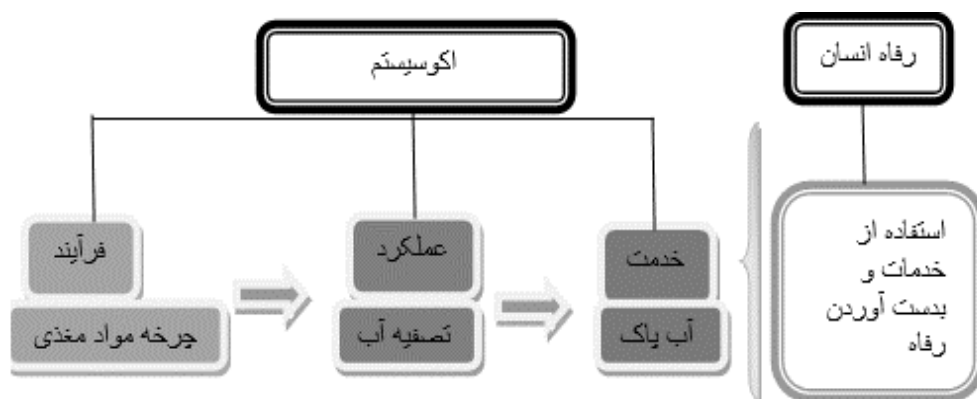 رفاه انسان
اکوسیستم
استفاده از
خدمات و
بدست آوردن
رفاه
خدمت
عملکرد
فرآیند
آب پاک
تصفیه آب
چرخه مواد مغذی